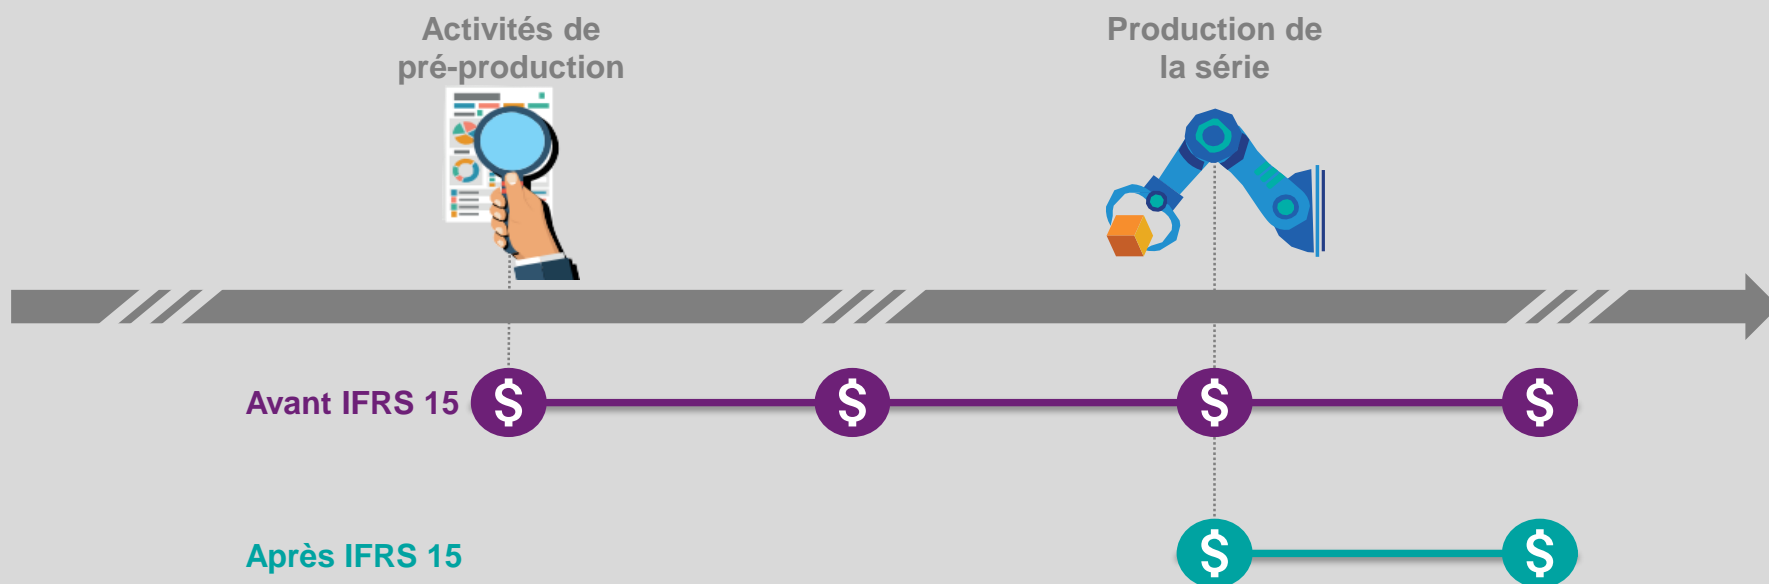 Activités de
pré-production
Production de
la série
Avant IFRS 15
$ $ $ $
Après IFRS 15
$ $